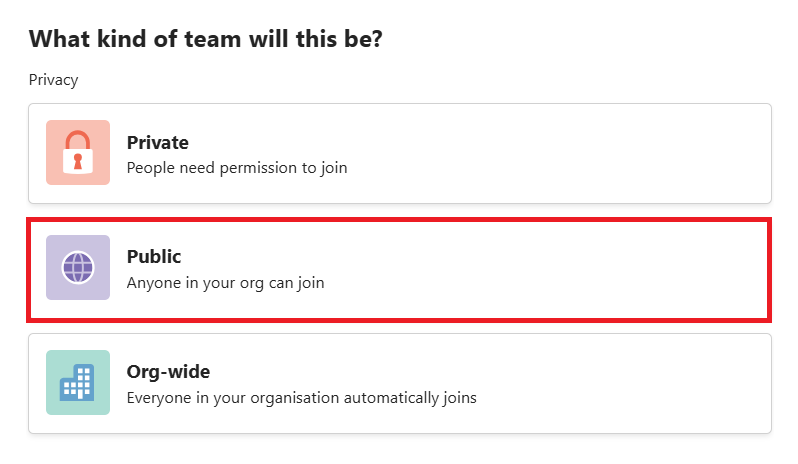 What kind of team will this be?
Privacy
Private
People need permission to join
Public
Anyone in your org can join
Org-wide
Everyone in your organisation automatically joins